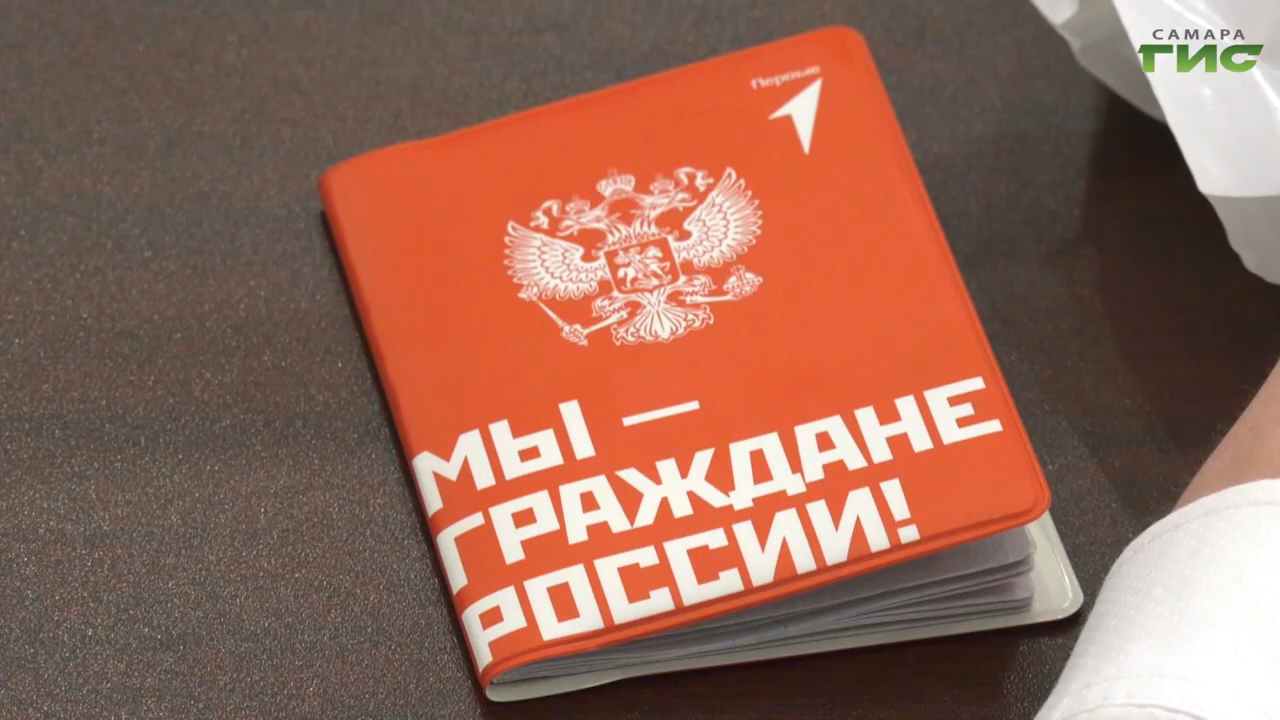 САМАРА
ГИС
Первые
МЫ –
ГРАЖДАНЕ
РОССИИ!